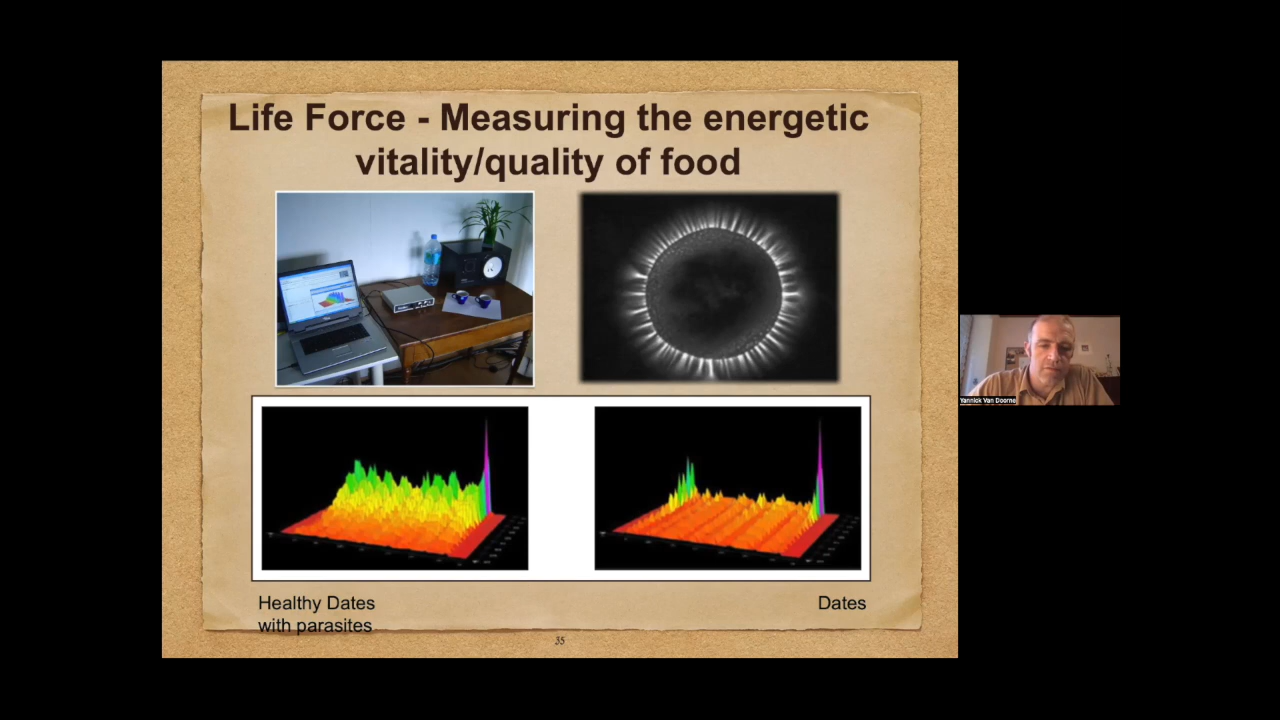 Life Force - Measuring the energetic
vitality/quality of food
Healthy Dates
with parasites
Dates
35
Yannick Van Doorne